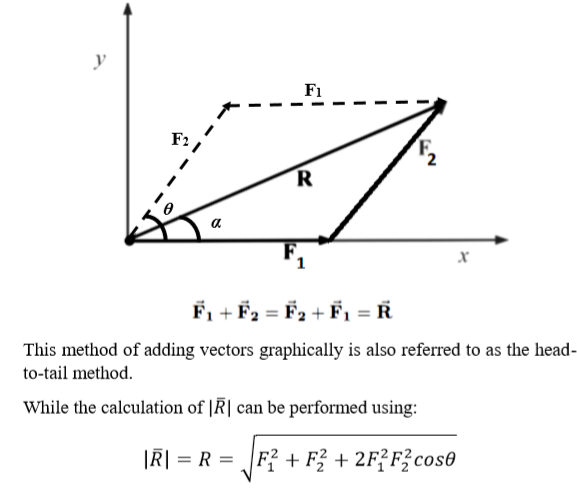 y
F1
F2
F2
θ
R
α
F1
x
F⃗₁ + F⃗₂ = F⃗₂ + F⃗₁ = R⃗
This method of adding vectors graphically is also referred to as the head-
to-tail method.
While the calculation of |R̄| can be performed using:
|R̄| = R = √(F₁² + F₂² + 2F₁²F₂²cosθ)